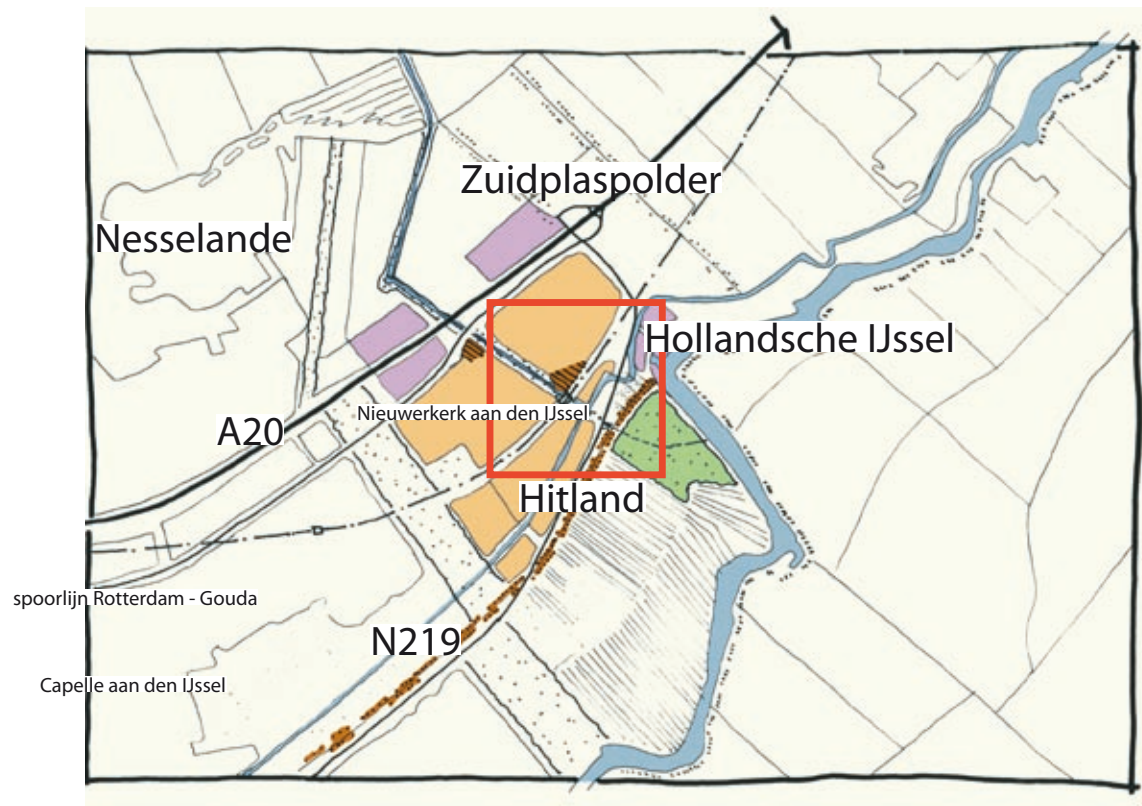 Zuidplaspolder
Nesselande
Hollandsche IJssel
Nieuwerkerk aan den IJssel
A20
Hitland
spoorlijn Rotterdam - Gouda
N219
Capelle aan den IJssel